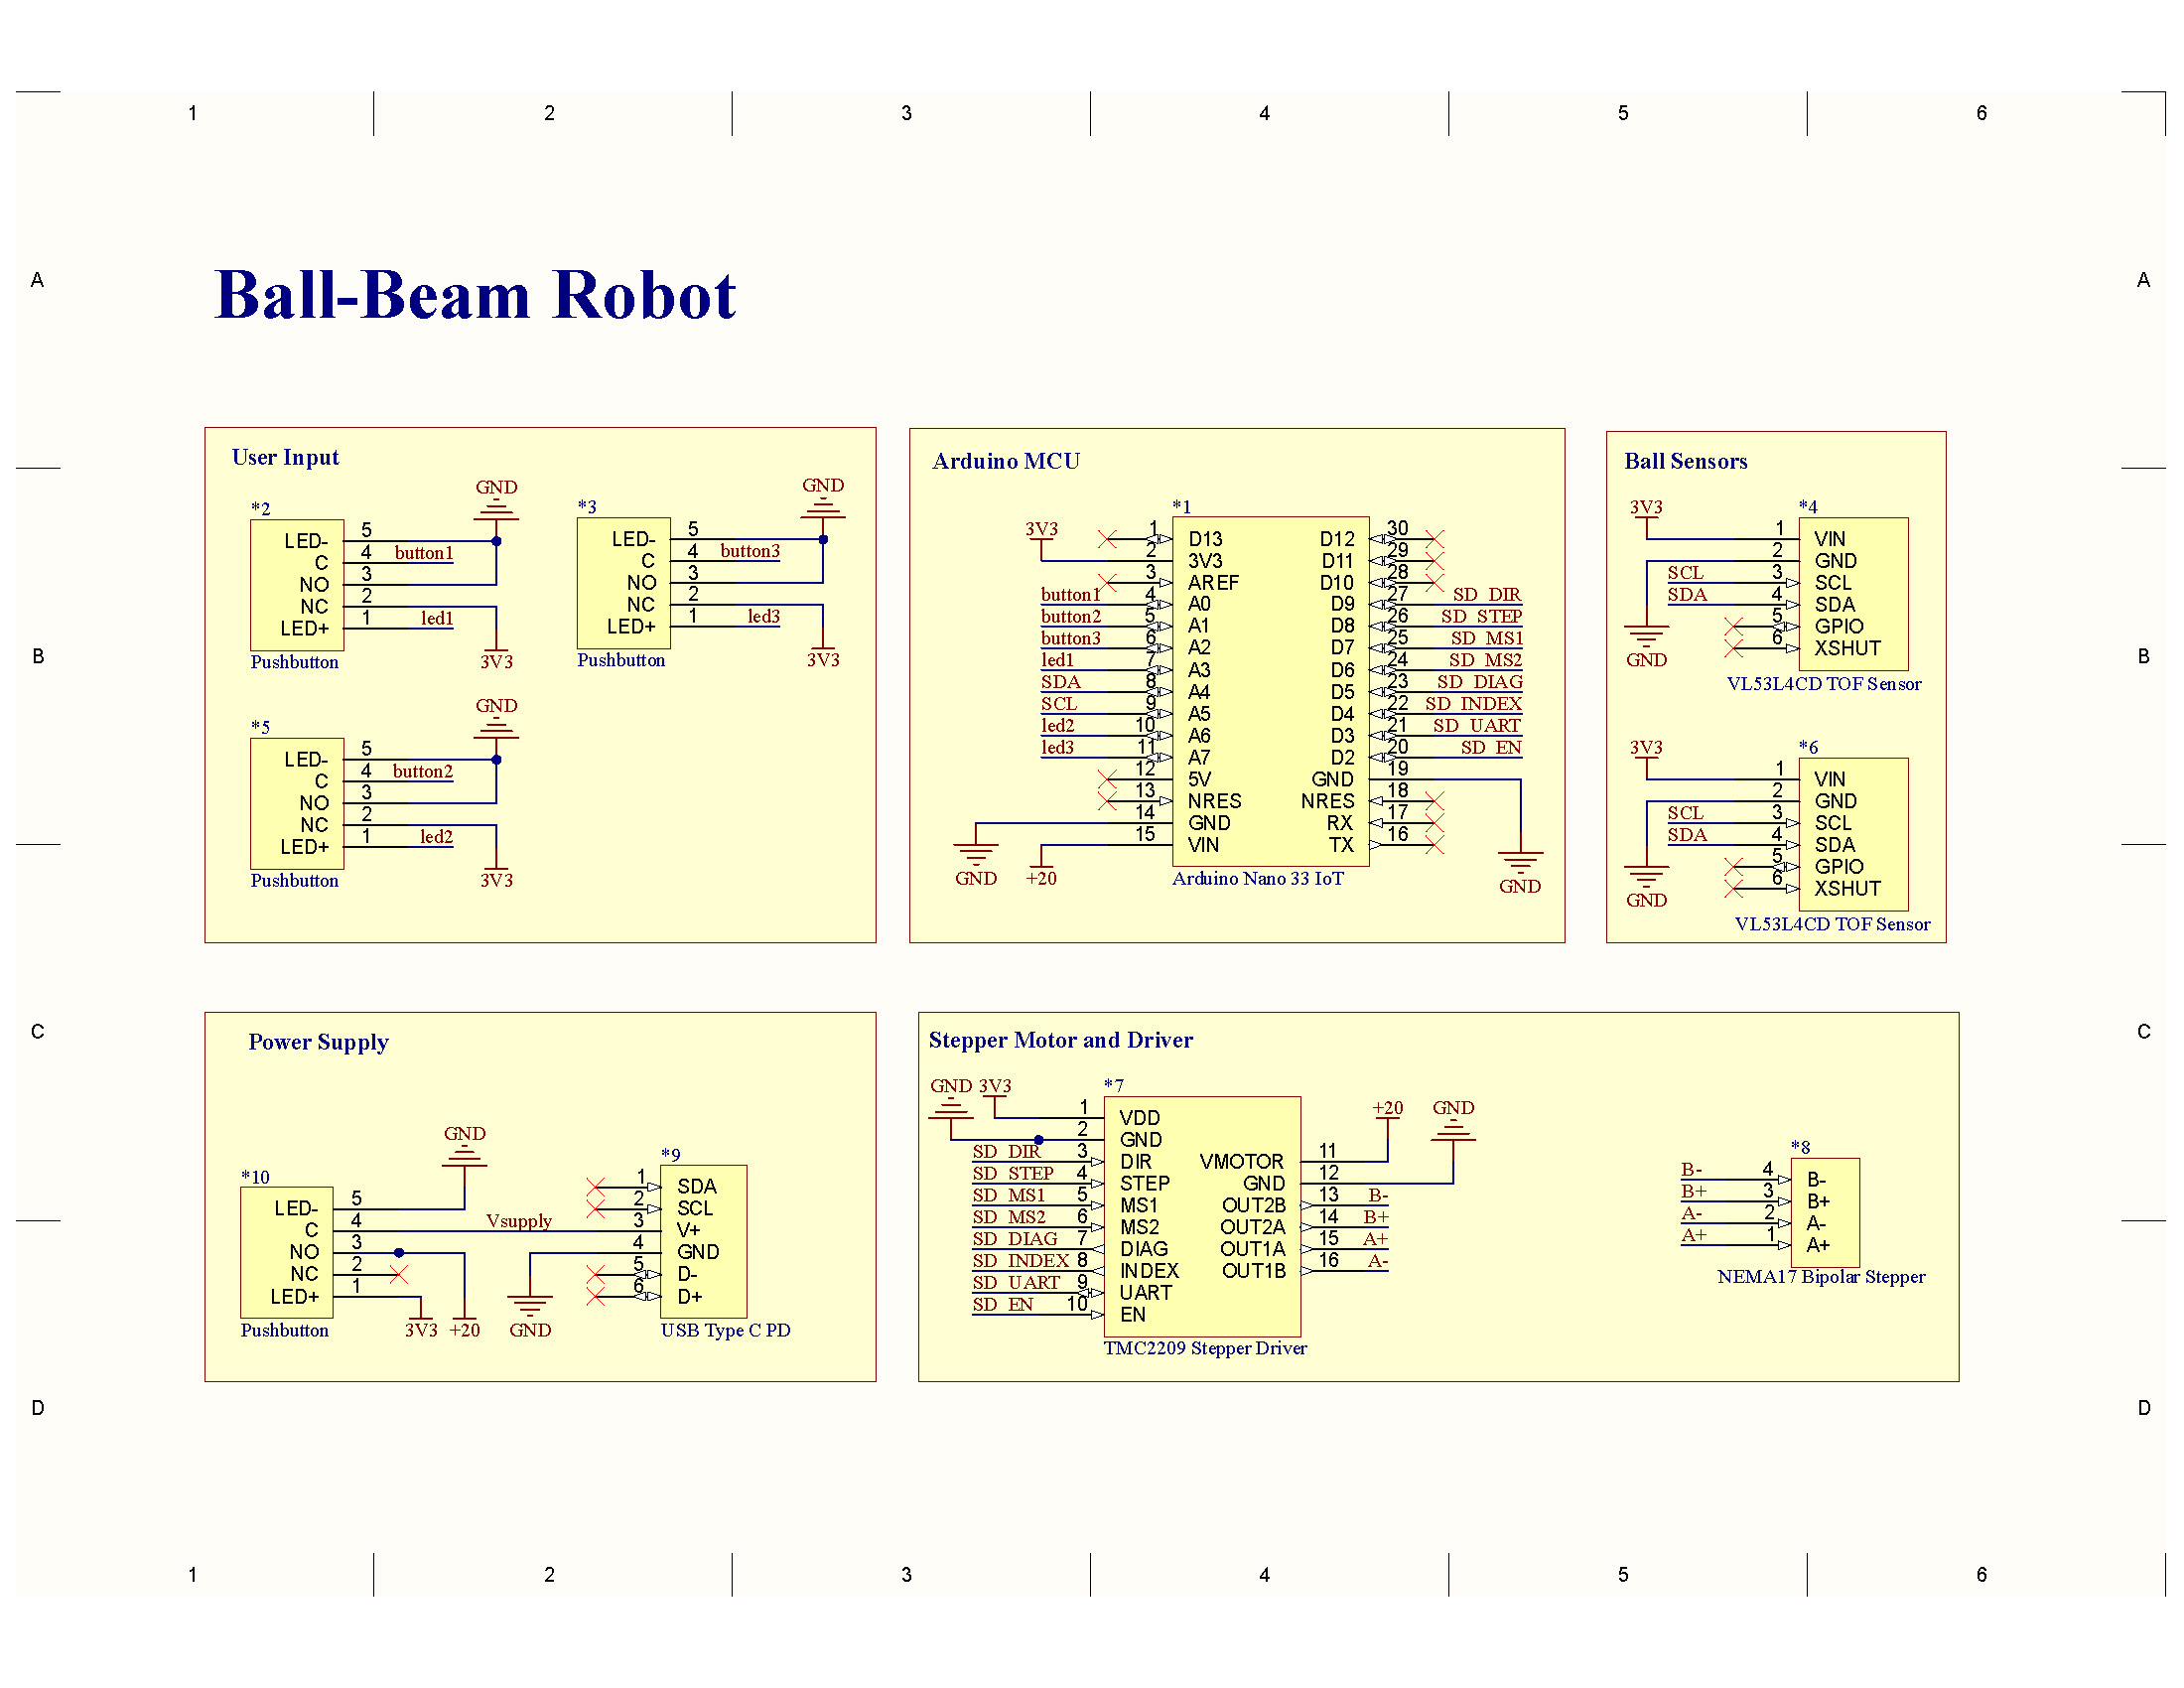 1 2 3 4 5 6
A A
Ball-Beam Robot
User Input
*2
GND
LED- 5
C 4 button1
NO 3
NC 2
LED+ 1 led1
Pushbutton
3V3
*3
GND
LED- 5
C 4 button3
NO 3
NC 2
LED+ 1 led3
Pushbutton
3V3
*5
GND
LED- 5
C 4 button2
NO 3
NC 2
LED+ 1 led2
Pushbutton
3V3
Arduino MCU
*1
3V3
1 D13
2 3V3
3 AREF
button1 4 A0
button2 5 A1
button3 6 A2
led1 7 A3
SDA 8 A4
SCL 9 A5
led2 10 A6
led3 11 A7
12 5V
13 NRES
14 GND
15 VIN
GND +20
D12 30
D11 29
D10 28
D9 27 SD_DIR
D8 26 SD_STEP
D7 25 SD_MS1
D6 24 SD_MS2
D5 23 SD_DIAG
D4 22 SD_INDEX
D3 21 SD_UART
D2 20 SD_EN
GND 19
NRES 18
RX 17
TX 16
GND
Arduino Nano 33 IoT
Ball Sensors
3V3
*4
1 VIN
2 GND
SCL 3 SCL
SDA 4 SDA
5 GPIO
6 XSHUT
GND
VL53L4CD TOF Sensor
3V3
*6
1 VIN
2 GND
SCL 3 SCL
SDA 4 SDA
5 GPIO
6 XSHUT
GND
VL53L4CD TOF Sensor
B B
C C
Power Supply
*10
GND
LED- 5
C 4 Vsupply
NO 3
NC 2
LED+ 1
Pushbutton
3V3 +20
*9
1 SDA
2 SCL
3 V+
4 GND
5 D-
6 D+
GND
USB Type C PD
Stepper Motor and Driver
GND 3V3
*7
1 VDD
2 GND
SD_DIR 3 DIR
SD_STEP 4 STEP
SD_MS1 5 MS1
SD_MS2 6 MS2
SD_DIAG 7 DIAG
SD_INDEX 8 INDEX
SD_UART 9 UART
SD_EN 10 EN
+20 GND
VMOTOR 11
GND 12
OUT2B 13 B-
OUT2A 14 B+
OUT1A 15 A+
OUT1B 16 A-
TMC2209 Stepper Driver
*8
B- 4 B-
B+ 3 B+
A- 2 A-
A+ 1 A+
NEMA17 Bipolar Stepper
D D
1 2 3 4 5 6